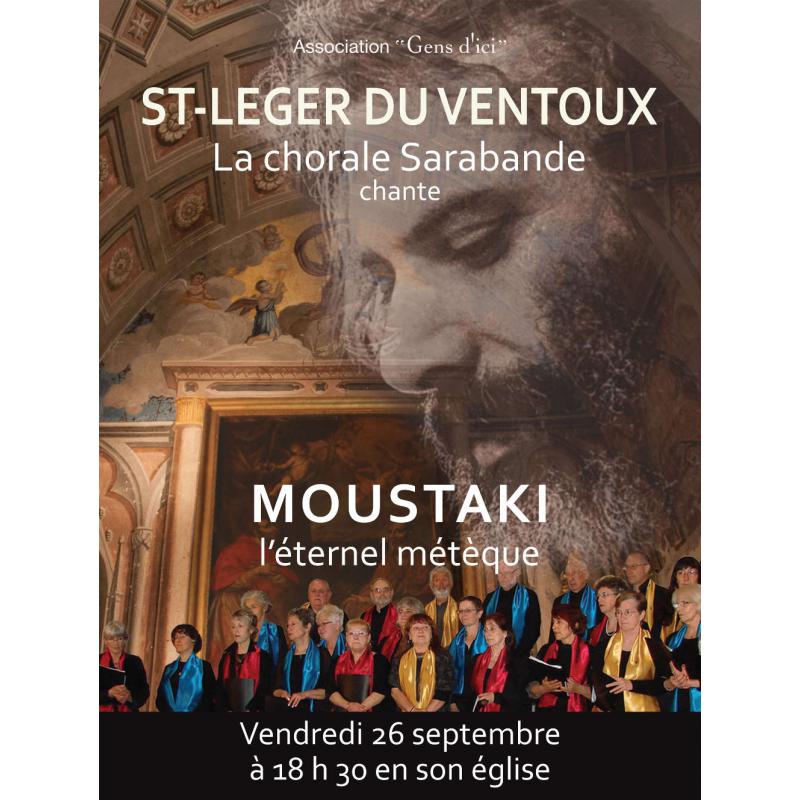 Association “Gens d'ici”
ST-LEGER DU VENTOUX
La chorale Sarabande
chante
MOUSTAKI
l’éternel métèque
Vendredi 26 septembre
à 18 h 30 en son église